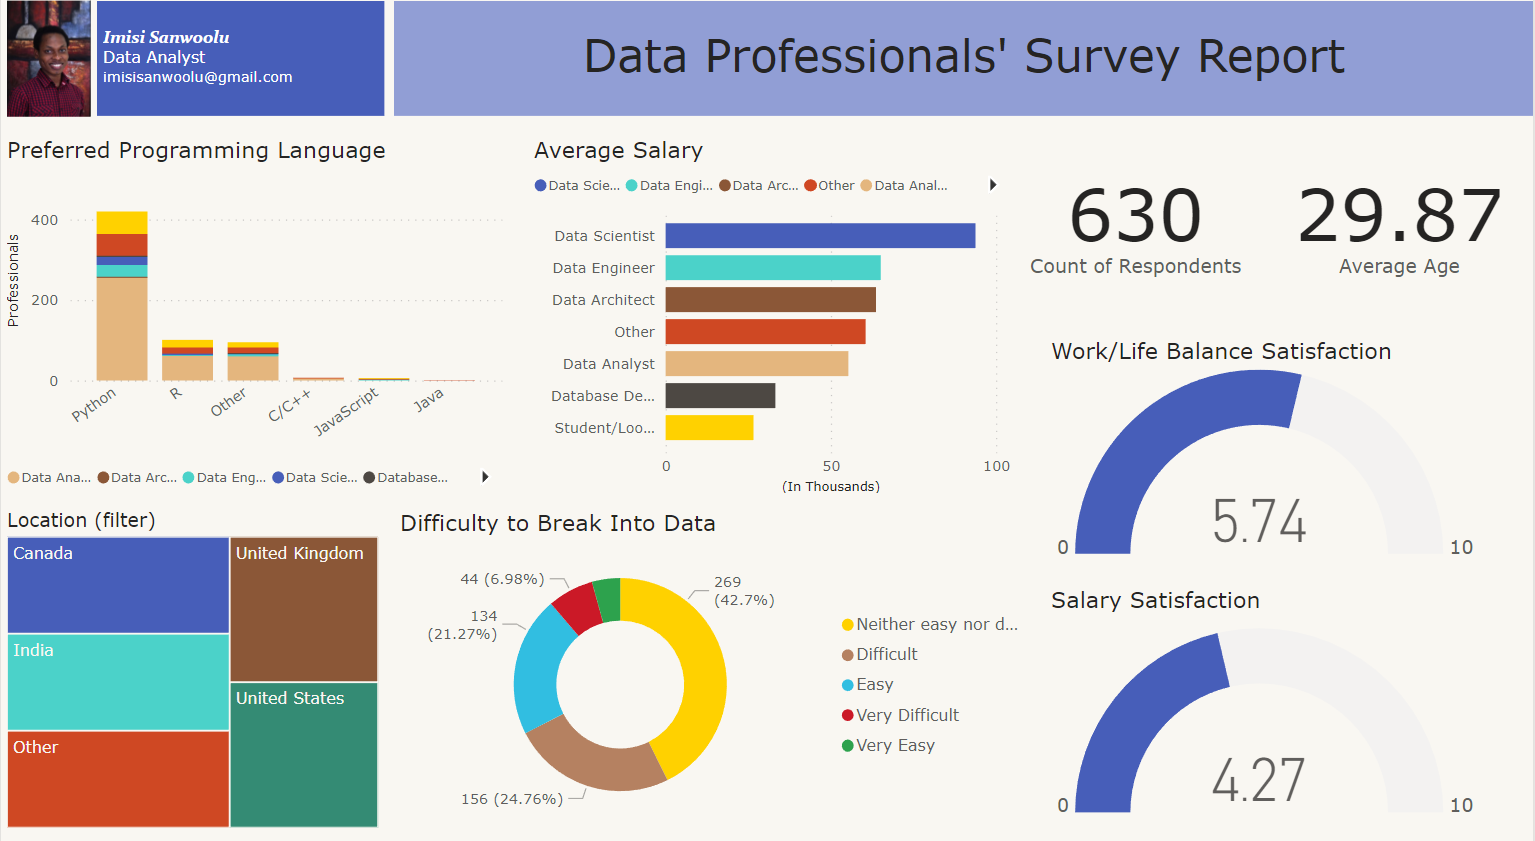 Imisi Sanwoolu
Data Analyst
imisisanwoolu@gmail.com
Data Professionals' Survey Report
Preferred Programming Language
Professionals
400
200
0
Python
R
Other
C/C++
JavaScript
Java
Data Ana...
Data Arc...
Data Eng...
Data Scie...
Database...
Average Salary
Data Scie...
Data Engi...
Data Arc...
Other
Data Anal...
Data Scientist
Data Engineer
Data Architect
Other
Data Analyst
Database De...
Student/Loo...
0
50
100
(In Thousands)
630
Count of Respondents
29.87
Average Age
Work/Life Balance Satisfaction
5.74
0
10
Location (filter)
Canada
India
Other
United Kingdom
United States
Difficulty to Break Into Data
44 (6.98%)
134
(21.27%)
156 (24.76%)
269
(42.7%)
Neither easy nor d...
Difficult
Easy
Very Difficult
Very Easy
Salary Satisfaction
4.27
0
10